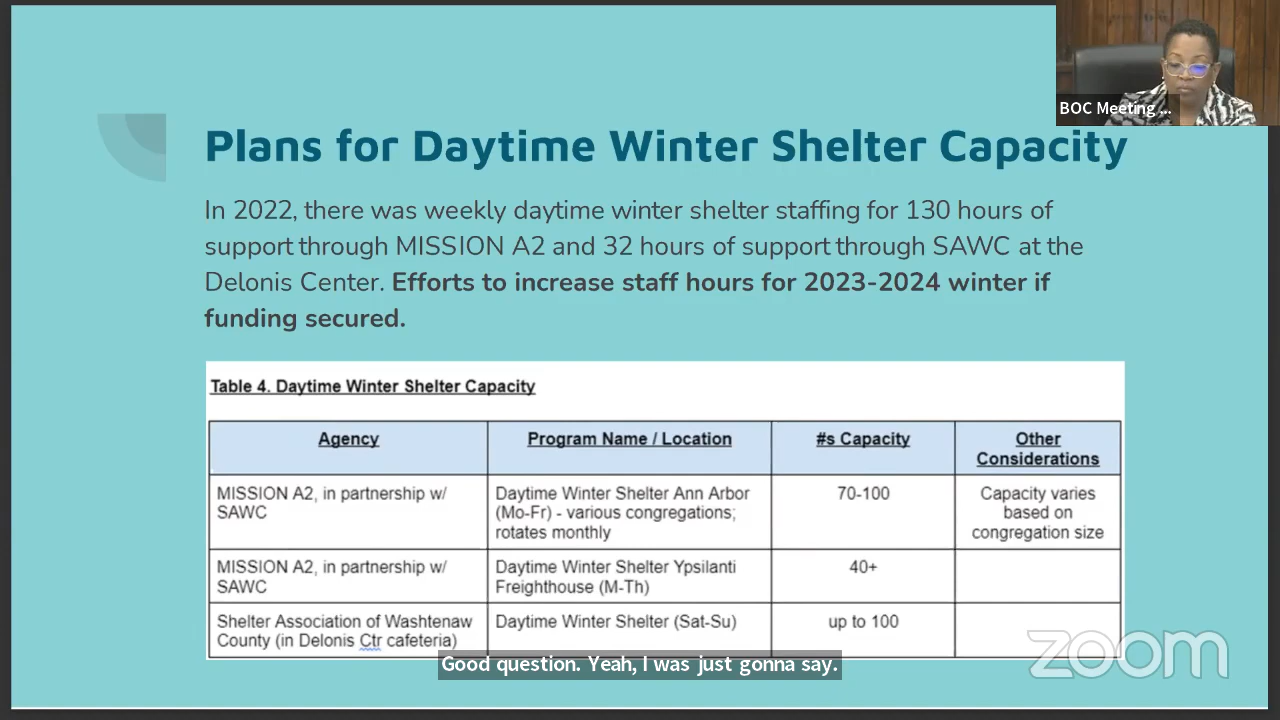 BOC Meeting ...
Plans for Daytime Winter Shelter Capacity
In 2022, there was weekly daytime winter shelter staffing for 130 hours of
support through MISSION A2 and 32 hours of support through SAWC at the
Delonis Center. Efforts to increase staff hours for 2023-2024 winter if
funding secured.
Table 4. Daytime Winter Shelter Capacity
Agency
Program Name / Location
#s Capacity
Other
Considerations
MISSION A2, in partnership w/
SAWC
Daytime Winter Shelter Ann Arbor
(Mo-Fr) - various congregations;
rotates monthly
70-100
Capacity varies
based on
congregation size
MISSION A2, in partnership w/
SAWC
Daytime Winter Shelter Ypsilanti
Freighthouse (M-Th)
40+
Shelter Association of Washtenaw
County (in Delonis Ctr cafeteria)
Daytime Winter Shelter (Sat-Su)
up to 100
zoom
Good question. Yeah, I was just gonna say.